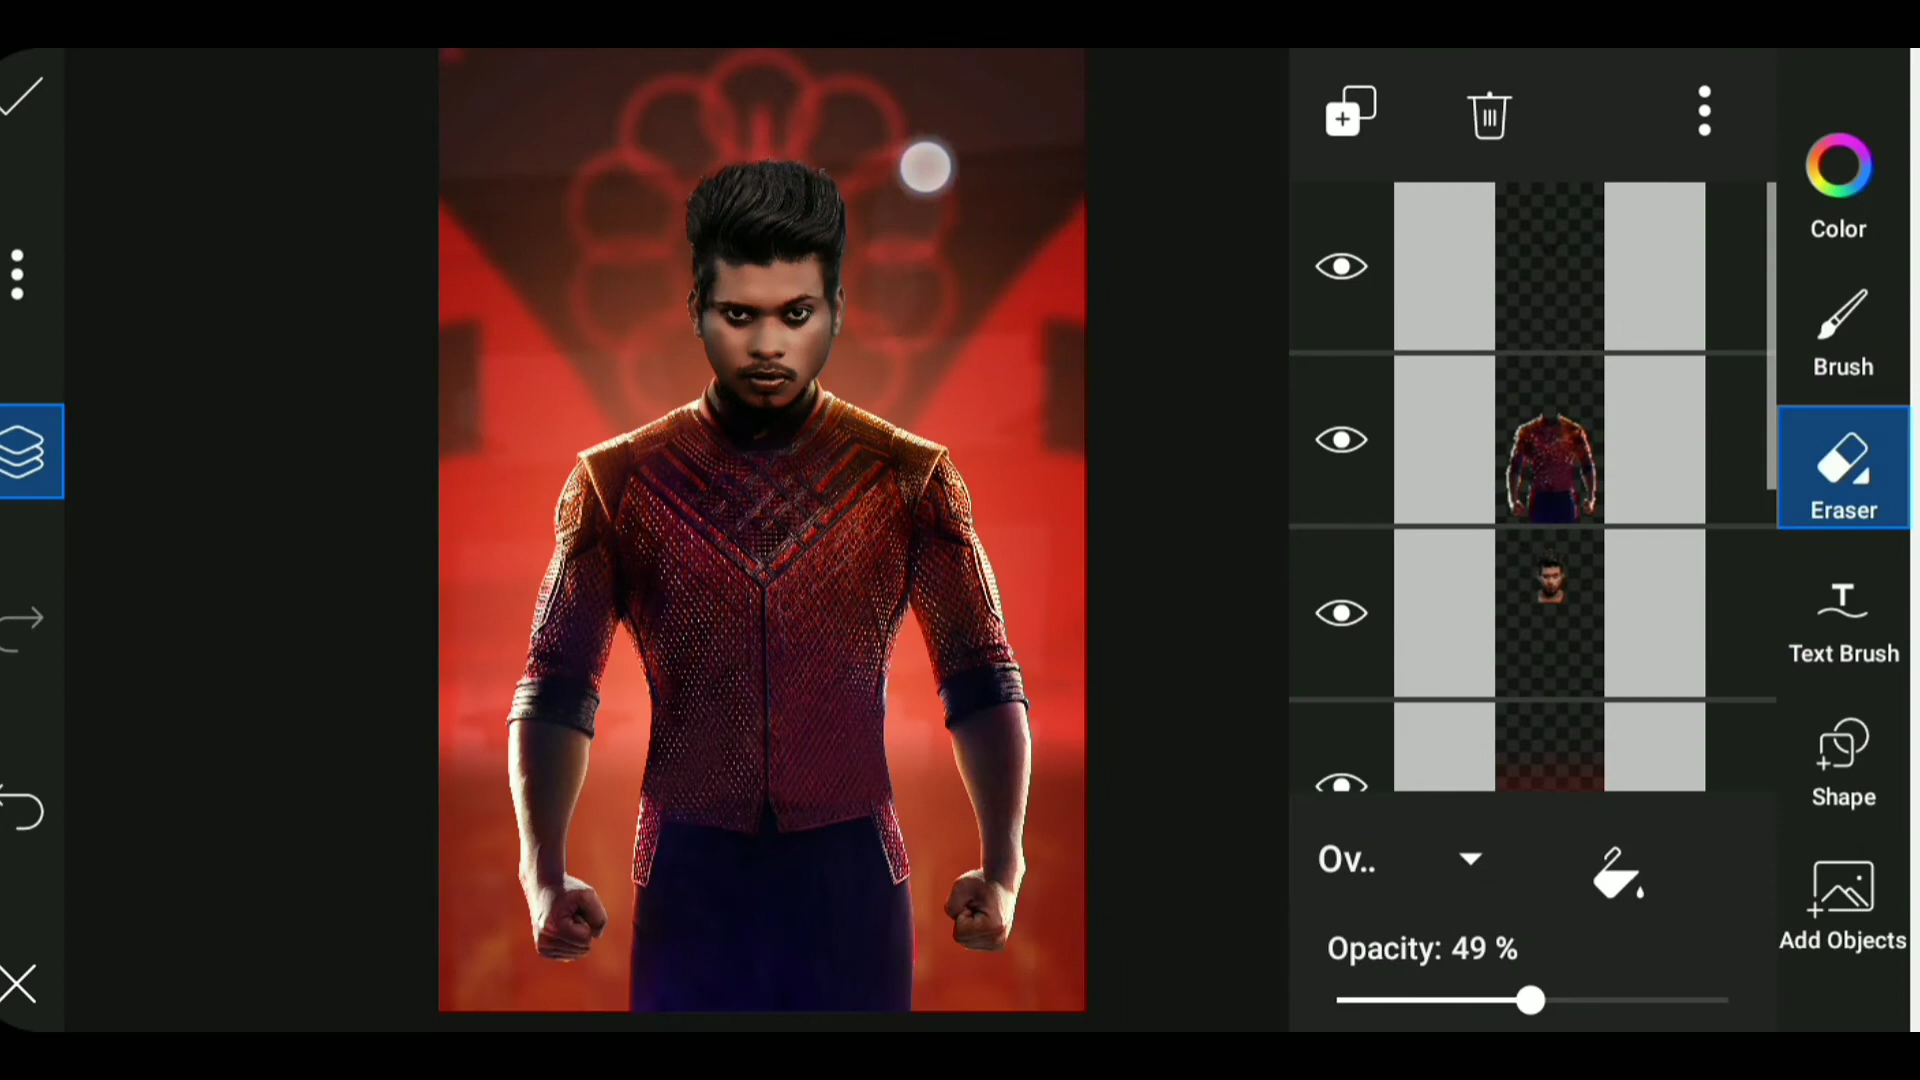 Color
Brush
Eraser
Text Brush
Shape
Add Objects
Ov..
Opacity: 49 %